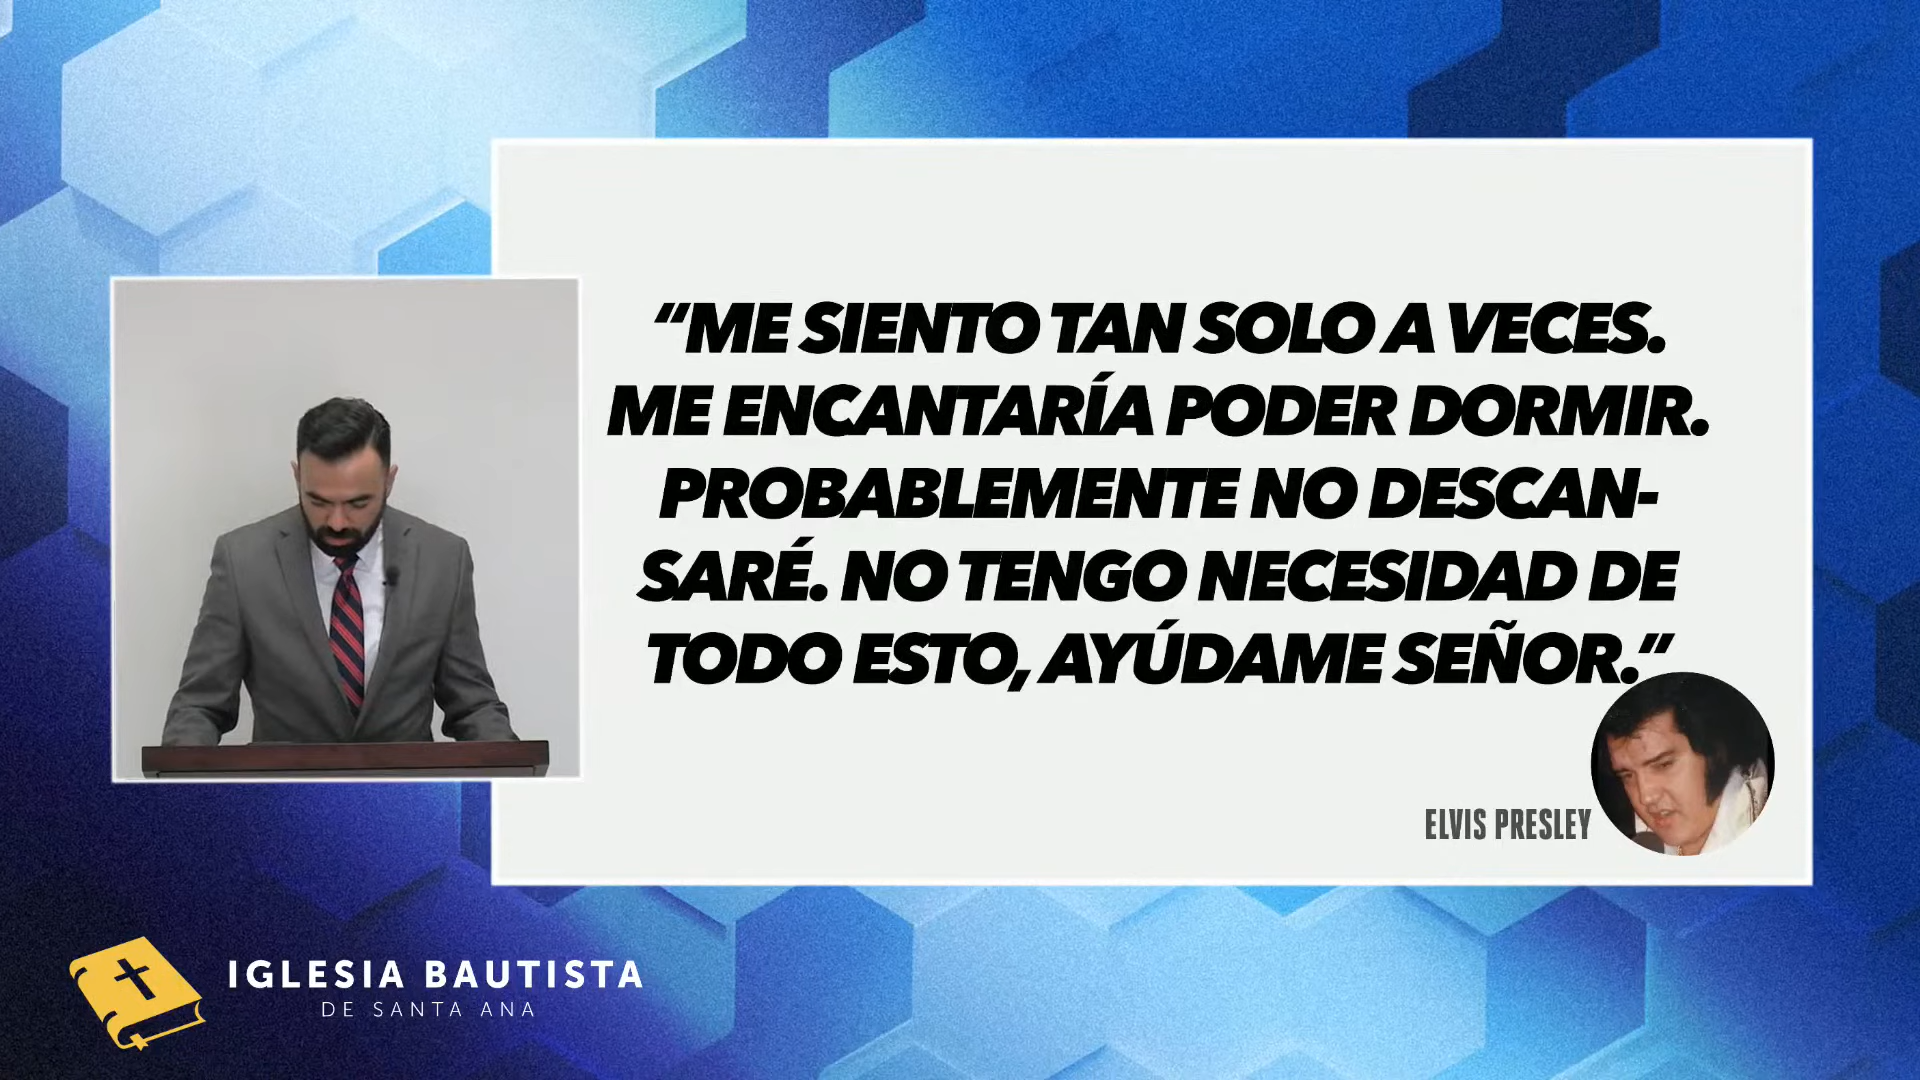 “ME SIENTO TAN SOLO A VECES.
ME ENCANTARÍA PODER DORMIR.
PROBABLEMENTE NO DESCAN-
SARÉ. NO TENGO NECESIDAD DE
TODO ESTO, AYÚDAME SEÑOR.”
ELVIS PRESLEY
IGLESIA BAUTISTA
DE SANTA ANA